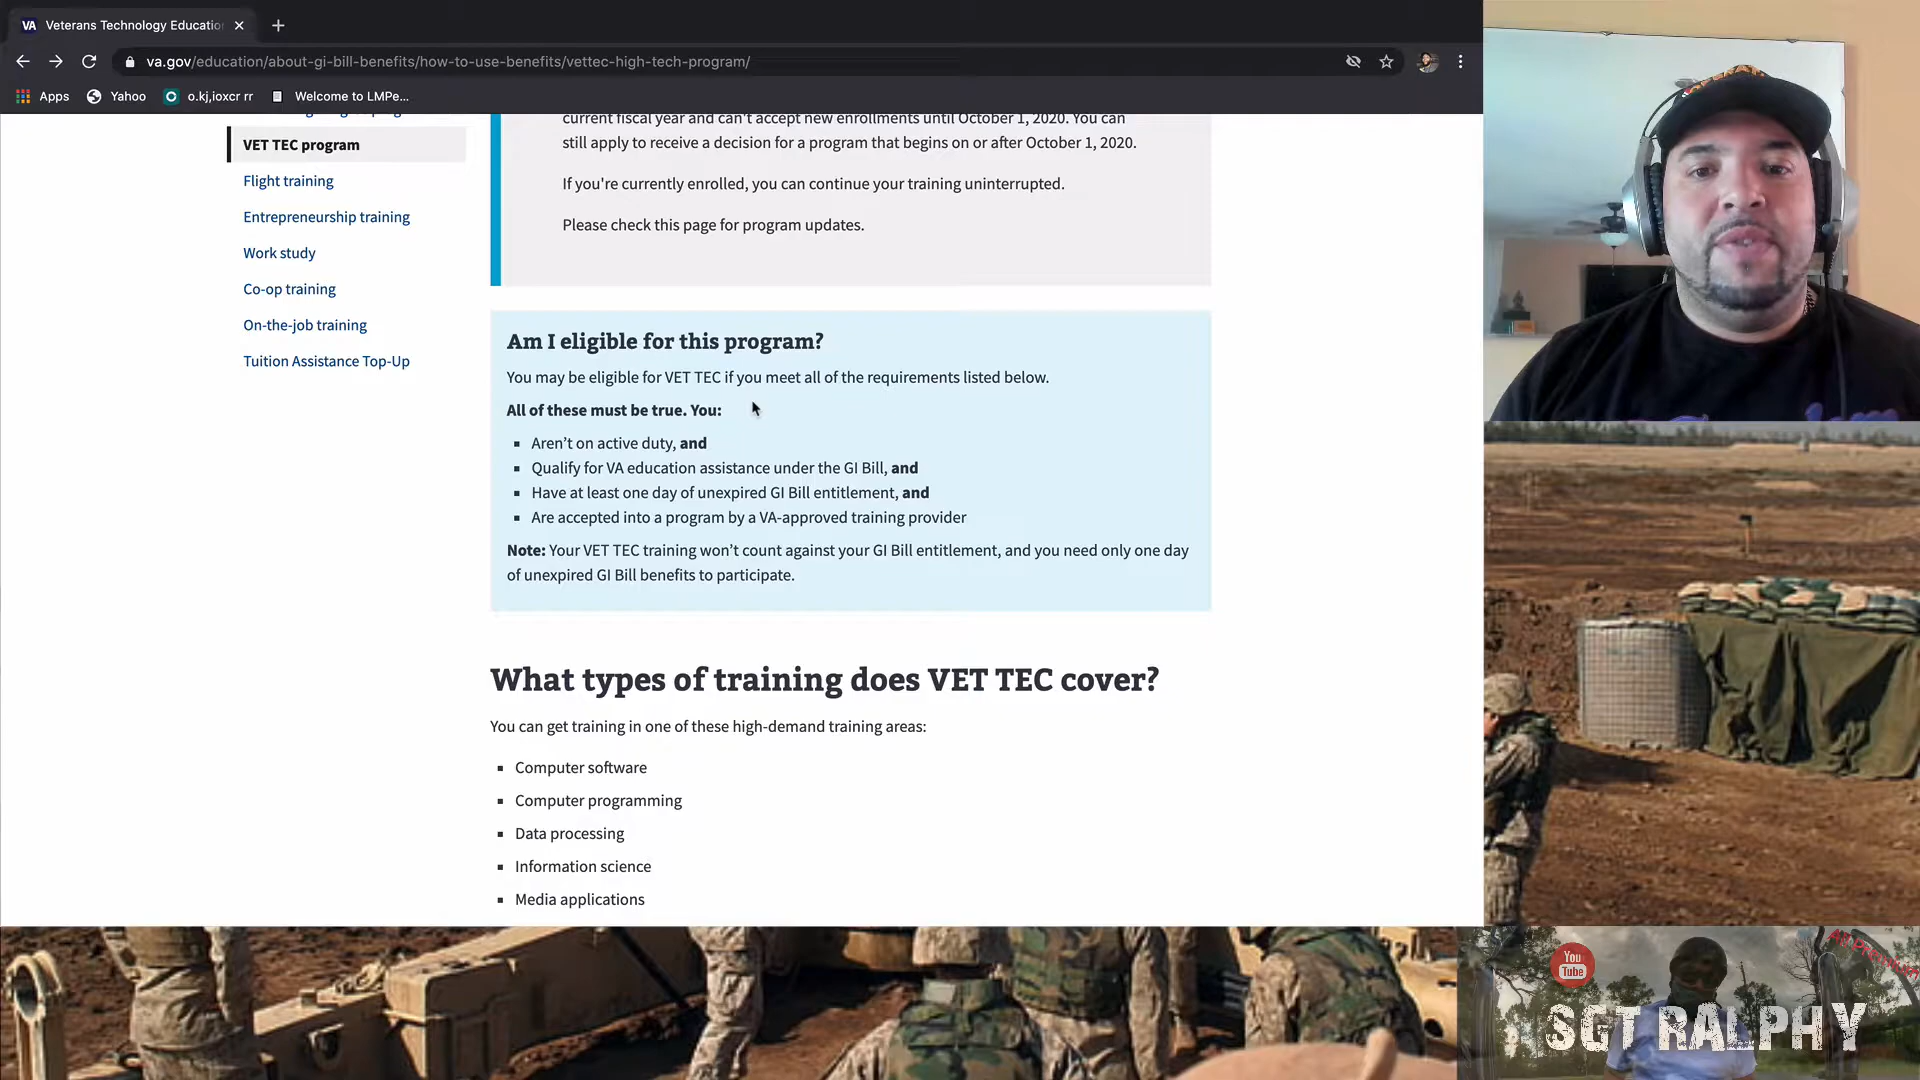 VA Veterans Technology Educatio
va.gov/education/about-gi-bill-benefits/how-to-use-benefits/vettec-high-tech-program/
Apps Yahoo o.kj,ioxcr rr Welcome to LMPe...
VET TEC program
Flight training
Entrepreneurship training
Work study
Co-op training
On-the-job training
Tuition Assistance Top-Up
current fiscal year and can't accept new enrollments until October 1, 2020. You can
still apply to receive a decision for a program that begins on or after October 1, 2020.
If you're currently enrolled, you can continue your training uninterrupted.
Please check this page for program updates.
Am I eligible for this program?
You may be eligible for VET TEC if you meet all of the requirements listed below.
All of these must be true. You:
Aren't on active duty, and
Qualify for VA education assistance under the GI Bill, and
Have at least one day of unexpired GI Bill entitlement, and
Are accepted into a program by a VA-approved training provider
Note: Your VET TEC training won't count against your GI Bill entitlement, and you need only one day
of unexpired GI Bill benefits to participate.
What types of training does VET TEC cover?
You can get training in one of these high-demand training areas:
Computer software
Computer programming
Data processing
Information science
Media applications
You
Tube
SGT RALPHY